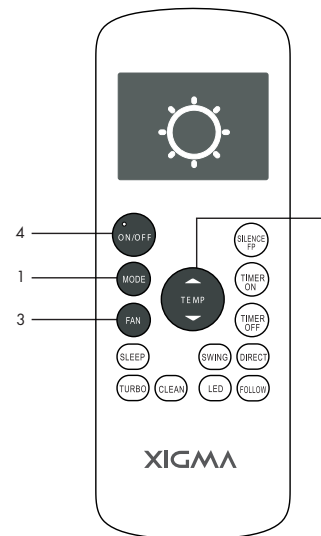 4
ON/OFF
SILENCE
FP
1
MODE
TEMP
TIMER
ON
3
FAN
TIMER
OFF
SLEEP
SWING
DIRECT
TURBO
CLEAN
LED
FOLLOW
XIGMA